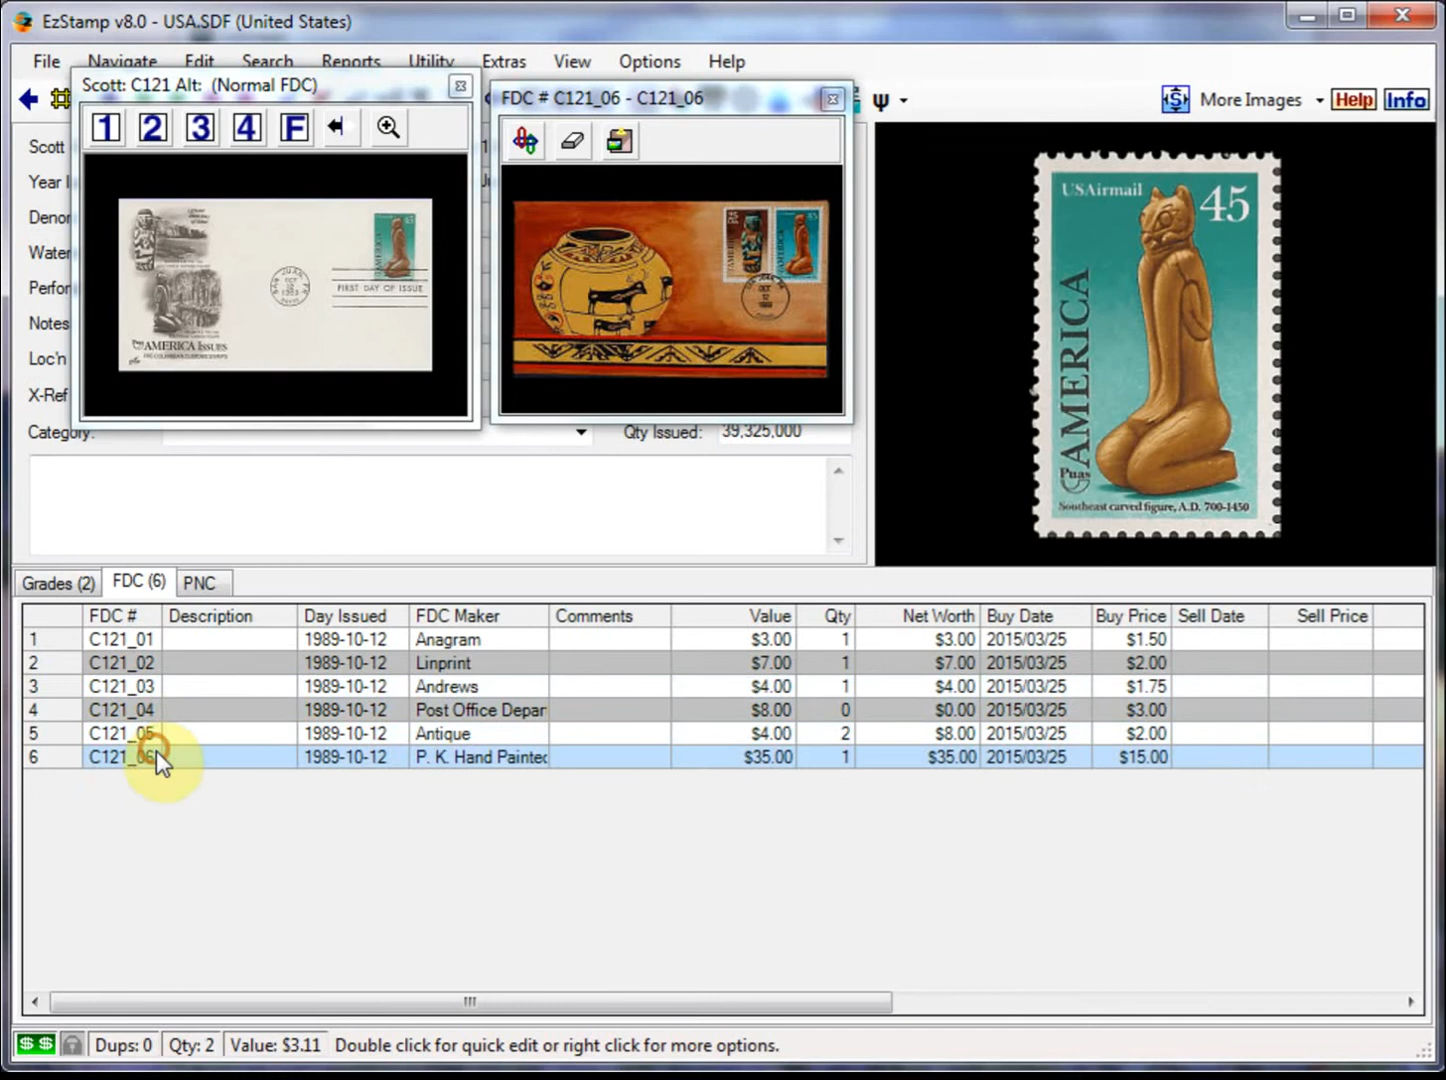 EzStamp v8.0 - USA.SDF (United States)
File Navigate Edit Search Reports Utility Extras View Options Help
Scott: C121 Alt: (Normal FDC)
FDC # C121_06 - C121_06
More Images Help Info
1 2 3 4 F
Scott
Year I
Denor
Water
Perfor
Notes
Loc'n
X-Ref
Category:
Qty Issued: 39,325,000
45
FIRST DAY OF ISSUE
AMERICA ISSUES
25
45
AMERICA
USAirmail 45
AMERICA
Puas
Southeast carved figure, A.D. 700-1450
Grades (2) FDC (6) PNC
FDC # Description Day Issued FDC Maker Comments Value Qty Net Worth Buy Date Buy Price Sell Date Sell Price
1 C121_01 1989-10-12 Anagram $3.00 1 $3.00 2015/03/25 $1.50
2 C121_02 1989-10-12 Linprint $7.00 1 $7.00 2015/03/25 $2.00
3 C121_03 1989-10-12 Andrews $4.00 1 $4.00 2015/03/25 $1.75
4 C121_04 1989-10-12 Post Office Depar $8.00 0 $0.00 2015/03/25 $3.00
5 C121_05 1989-10-12 Antique $4.00 2 $8.00 2015/03/25 $2.00
6 C121_06 1989-10-12 P. K. Hand Painted $35.00 1 $35.00 2015/03/25 $15.00
$$ Dups: 0 Qty: 2 Value: $3.11 Double click for quick edit or right click for more options.